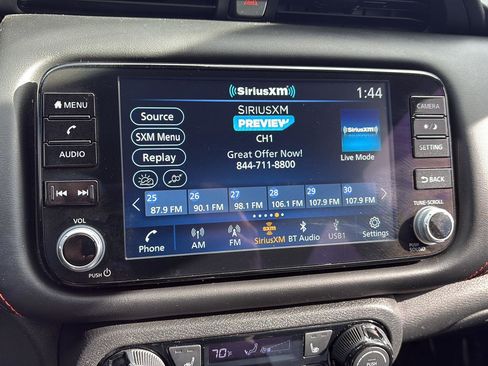 SiriusXM
1:44
MENU
CAMERA
Source
SIRIUSXM
PREVIEW
SXM Menu
CH1
AUDIO
SETTING
Replay
Great Offer Now!
844-711-8800
SiriusXM
Live Mode
BACK
25 26 27 28 29 30
87.9 FM 90.1 FM 98.1 FM 106.1 FM 107.9 FM 107.9 FM
VOL
TUNE·SCROLL
sxm
Phone AM FM SiriusXM BT Audio USB1 Settings
PUSH
PUSH SOUND
70°